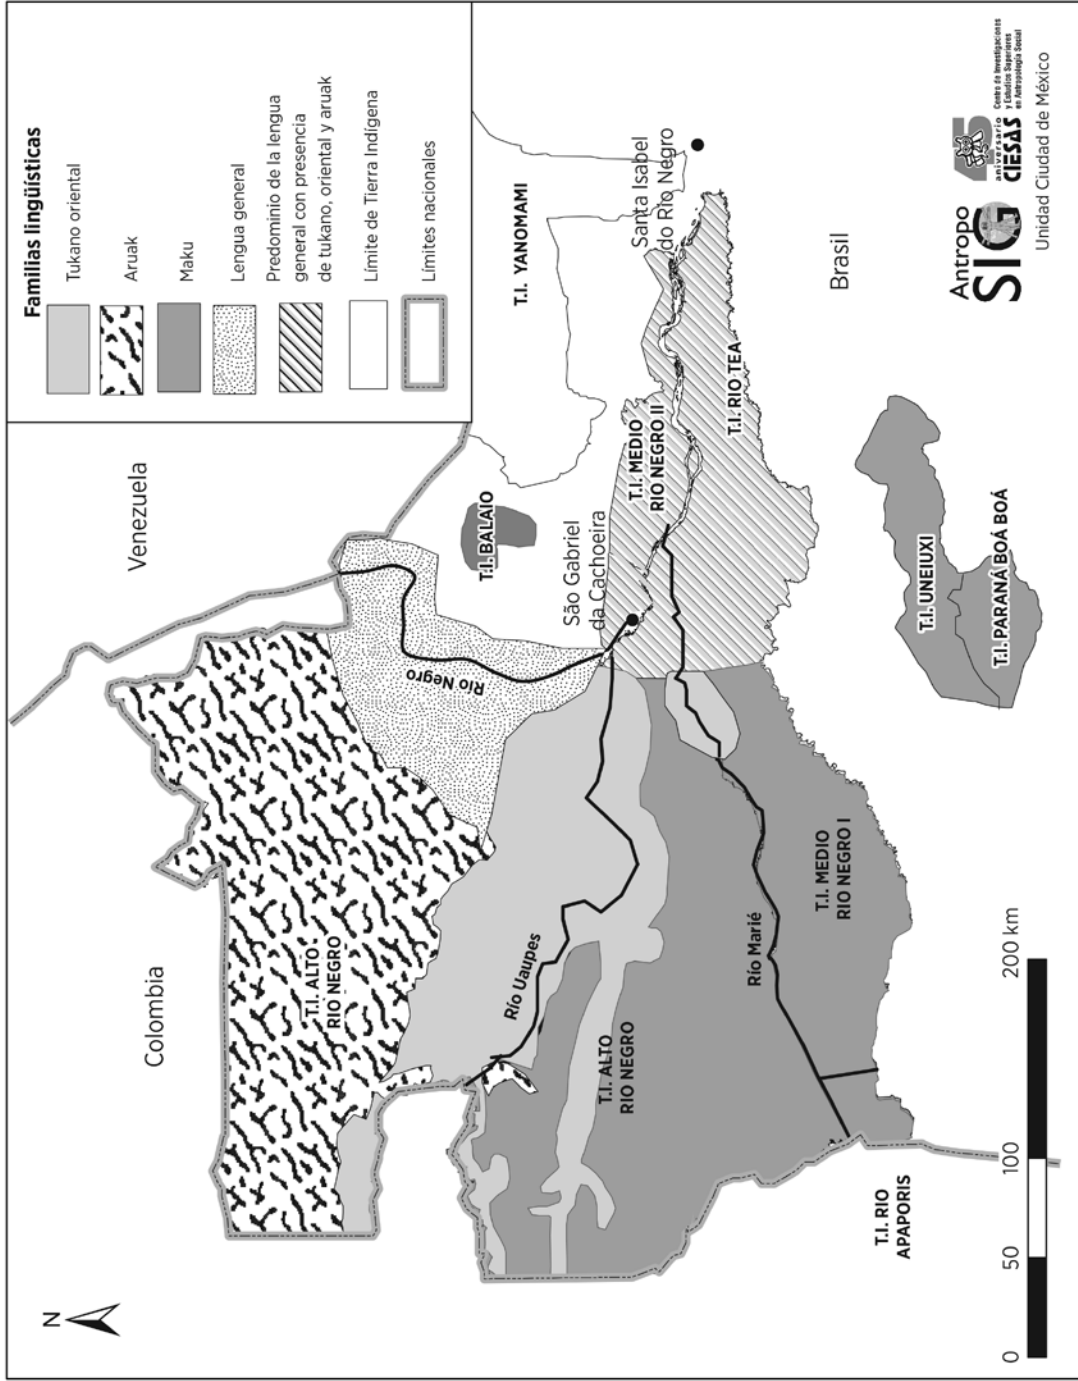 Familias lingüísticas
Tukano oriental
Aruak
Maku
Lengua general
Predominio de la lengua
general con presencia
de tukano, oriental y aruak
Límite de Tierra Indígena
Límites nacionales
N
Colombia
Venezuela
Brasil
T.I. ALTO
RIO NEGRO
Rio Negro
T.I. BALAIO
T.I. YANOMAMI
São Gabriel
da Cachoeira
T.I. MEDIO
RIO NEGRO II
Santa Isabel
do Rio Negro
T.I. RIO TEA
Río Uaupes
T.I. ALTO
RIO NEGRO
Río Marié
T.I. MEDIO
RIO NEGRO I
T.I. UNEIUXI
T.I. PARANÁ BOÁ BOÁ
T.I. RIO
APAPORIS
0 50 100 200 km
Antropo
SIG
45
aniversario
CIESAS
Centro de Investigaciones
y Estudios Superiores
en Antropología Social
Unidad Ciudad de México